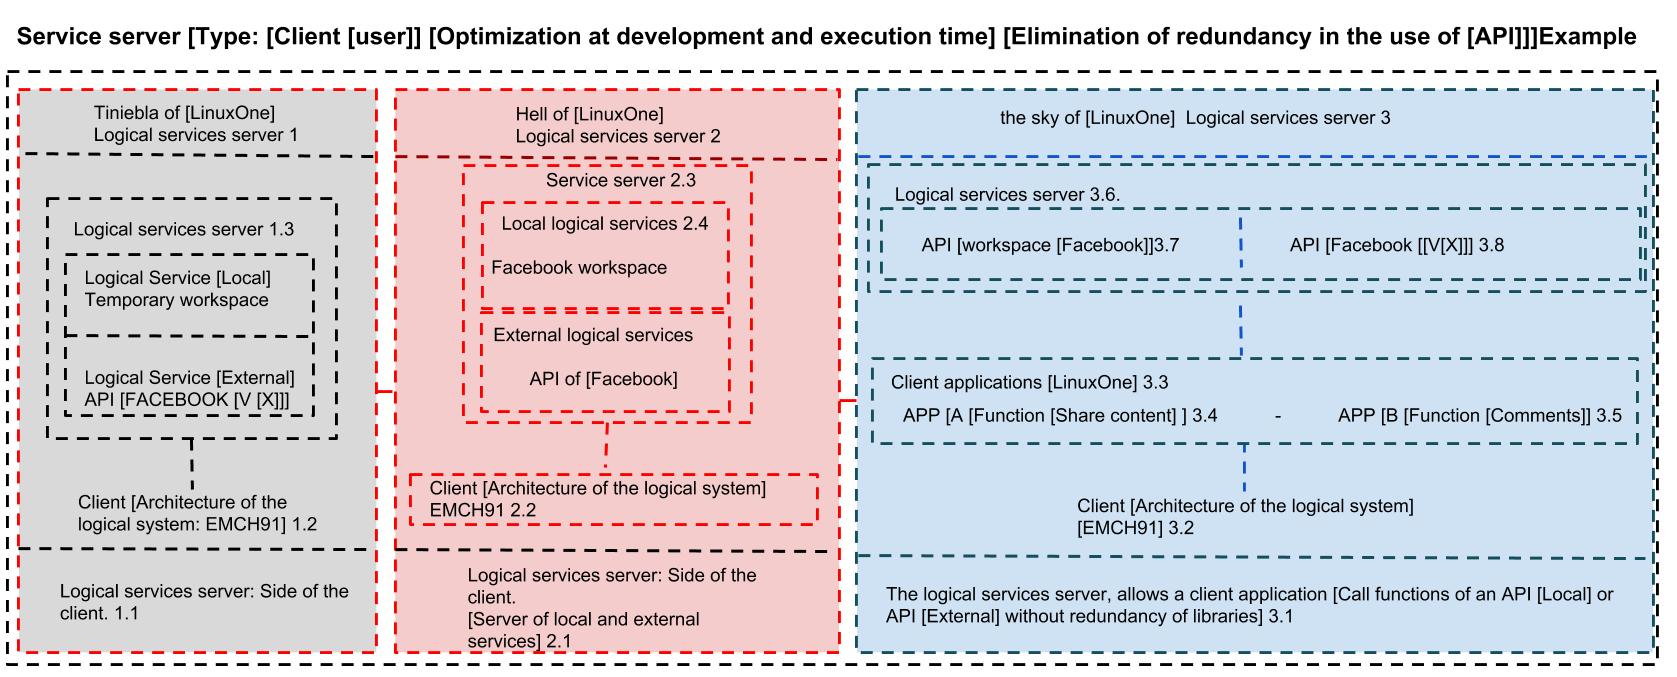 Service server [Type: [Client [user]] [Optimization at development and execution time] [Elimination of redundancy in the use of [API]]]Example
Tiniebla of [LinuxOne]
Logical services server 1
Logical services server 1.3
Logical Service [Local]
Temporary workspace
Logical Service [External]
API [FACEBOOK [V [X]]]
Client [Architecture of the
logical system: EMCH91] 1.2
Logical services server: Side of the
client. 1.1
Hell of [LinuxOne]
Logical services server 2
Service server 2.3
Local logical services 2.4
Facebook workspace
External logical services
API of [Facebook]
Client [Architecture of the logical system]
EMCH91 2.2
Logical services server: Side of the
client.
[Server of local and external
services] 2.1
the sky of [LinuxOne]  Logical services server 3
Logical services server 3.6.
API [workspace [Facebook]]3.7
API [Facebook [[V[X]]] 3.8
Client applications [LinuxOne] 3.3
APP [A [Function [Share content] ] 3.4 - APP [B [Function [Comments]] 3.5
Client [Architecture of the logical system]
[EMCH91] 3.2
The logical services server, allows a client application [Call functions of an API [Local] or
API [External] without redundancy of libraries] 3.1